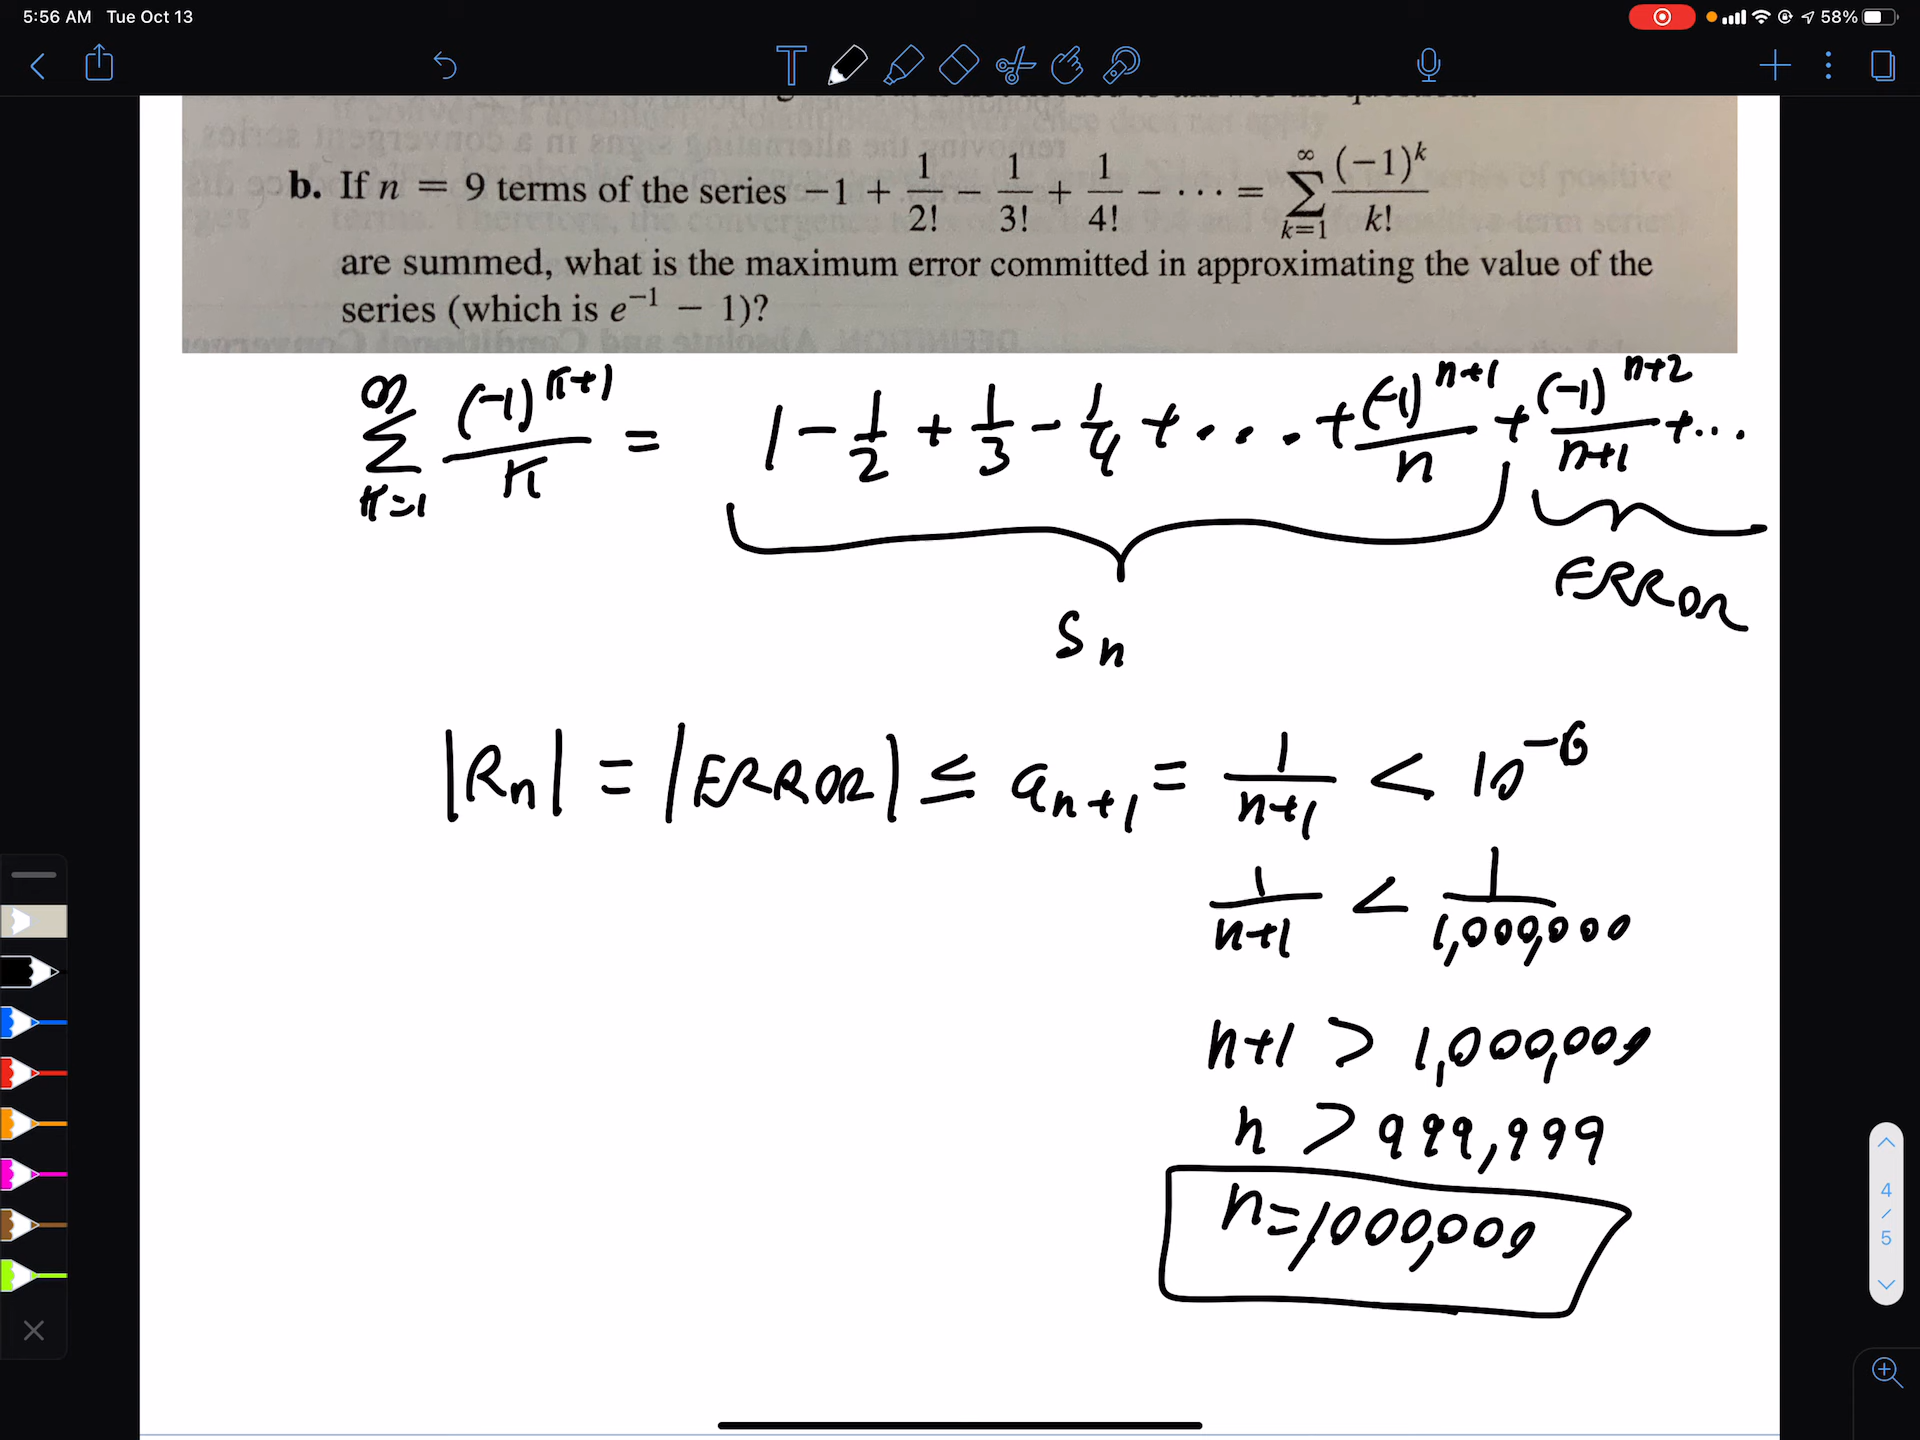 5:56 AM Tue Oct 13
58%
b. If n = 9 terms of the series −1 + 1/2! − 1/3! + 1/4! − ··· = ∑_{k=1}^{∞} (−1)^k / k!
are summed, what is the maximum error committed in approximating the value of the
series (which is e^{−1} − 1)?
∑_{k=1}^{∞} (-1)^{k+1} / k = 1 − 1/2 + 1/3 − 1/4 + ... + (-1)^{n+1} / n + (-1)^{n+2} / n+1 + ...
ERROR
S_n
|R_n| = |ERROR| ≤ a_{n+1} = 1/(n+1) < 10^{-6}
1/(n+1) < 1/1,000,000
n+1 > 1,000,000
n > 999,999
n=1,000,000
4
/
5